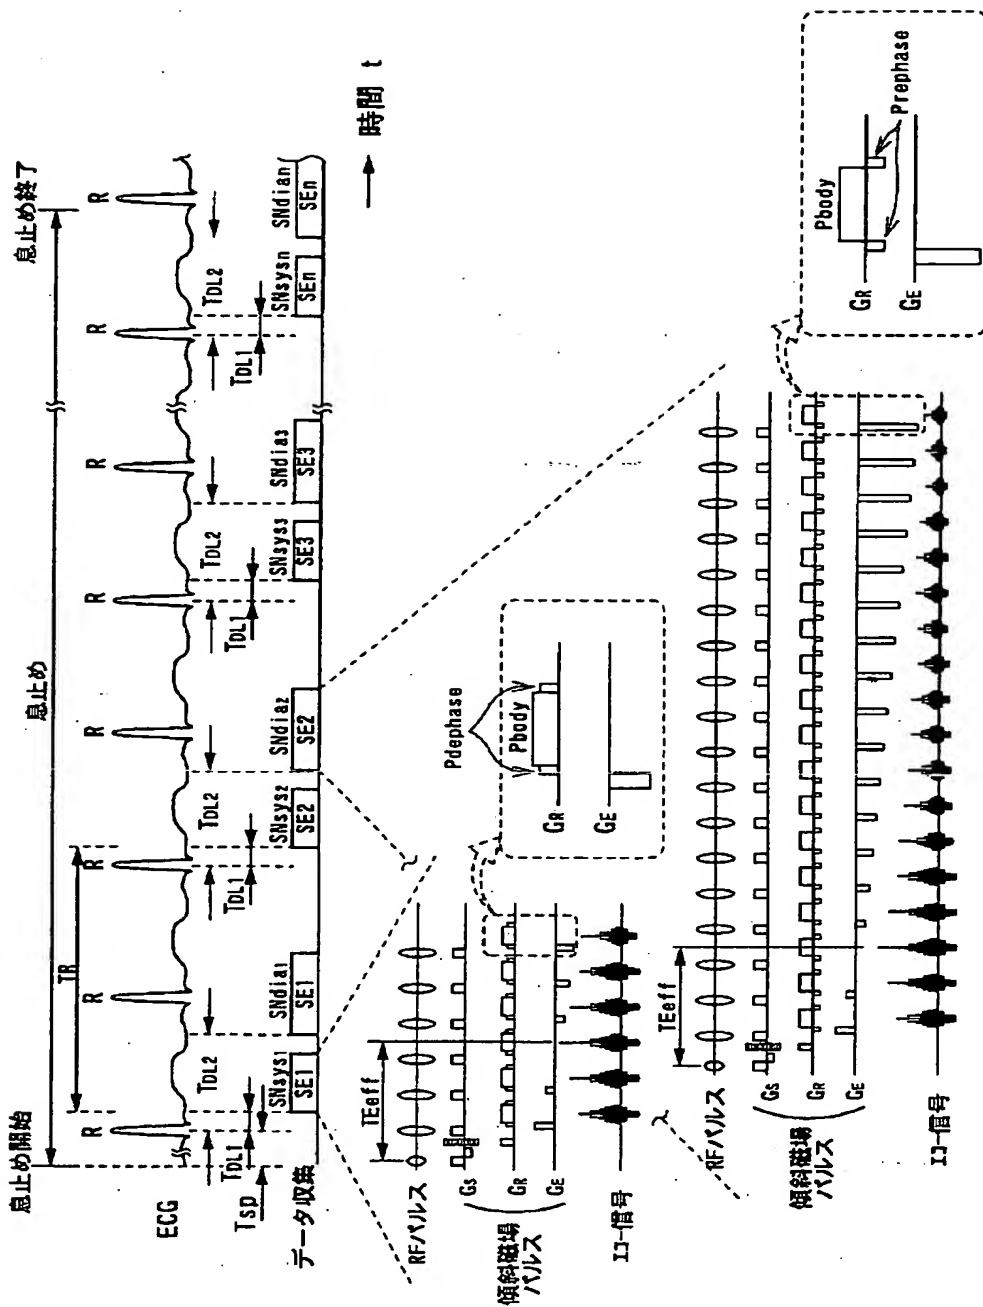 息止め開始
息止め
息止め終了
TR
R
R
R
R
R
R
R
R
ECG
TDL1
TDL2
TDL1
TDL2
TDL1
TDL2
TDL1
TDL2
Tsp
データ収集
SNsys1
SE1
SNdia1
SE1
SNsys2
SE2
SNdia2
SE2
SNsys3
SE3
SNdia3
SE3
SNsysn
SEn
SNdian
SEn
時間 t
TEeff
RFパルス
GS
GR
GE
傾斜磁場
パルス
エコー信号
Pdephase
Pbody
GR
GE
TEeff
RFパルス
GS
GR
GE
傾斜磁場
パルス
エコー信号
Pbody
Prephase
GR
GE